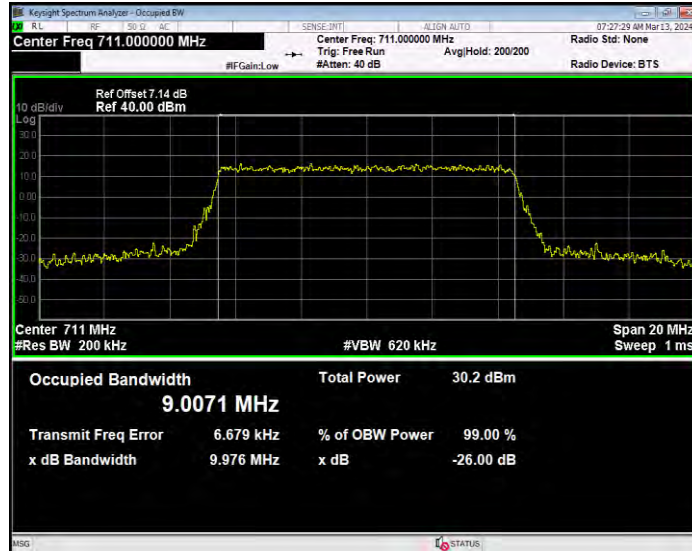 Keysight Spectrum Analyzer - Occupied BW
RL RF 50 Ω AC SENSE:INT ALIGN AUTO 07:27:29 AM Mar 13, 2024
Center Freq 711.000000 MHz Center Freq: 711.000000 MHz Radio Std: None
Trig: Free Run Avg|Hold: 200/200
#IFGain:Low #Atten: 40 dB Radio Device: BTS
Ref Offset 7.14 dB
10 dB/div Ref 40.00 dBm
Log
30.0
20.0
10.0
0.00
-10.0
-20.0
-30.0
-40.0
-50.0
Center 711 MHz Span 20 MHz
#Res BW 200 kHz #VBW 620 kHz Sweep 1 ms
Occupied Bandwidth Total Power 30.2 dBm
9.0071 MHz
Transmit Freq Error 6.679 kHz % of OBW Power 99.00 %
x dB Bandwidth 9.976 MHz x dB -26.00 dB
MSG STATUS